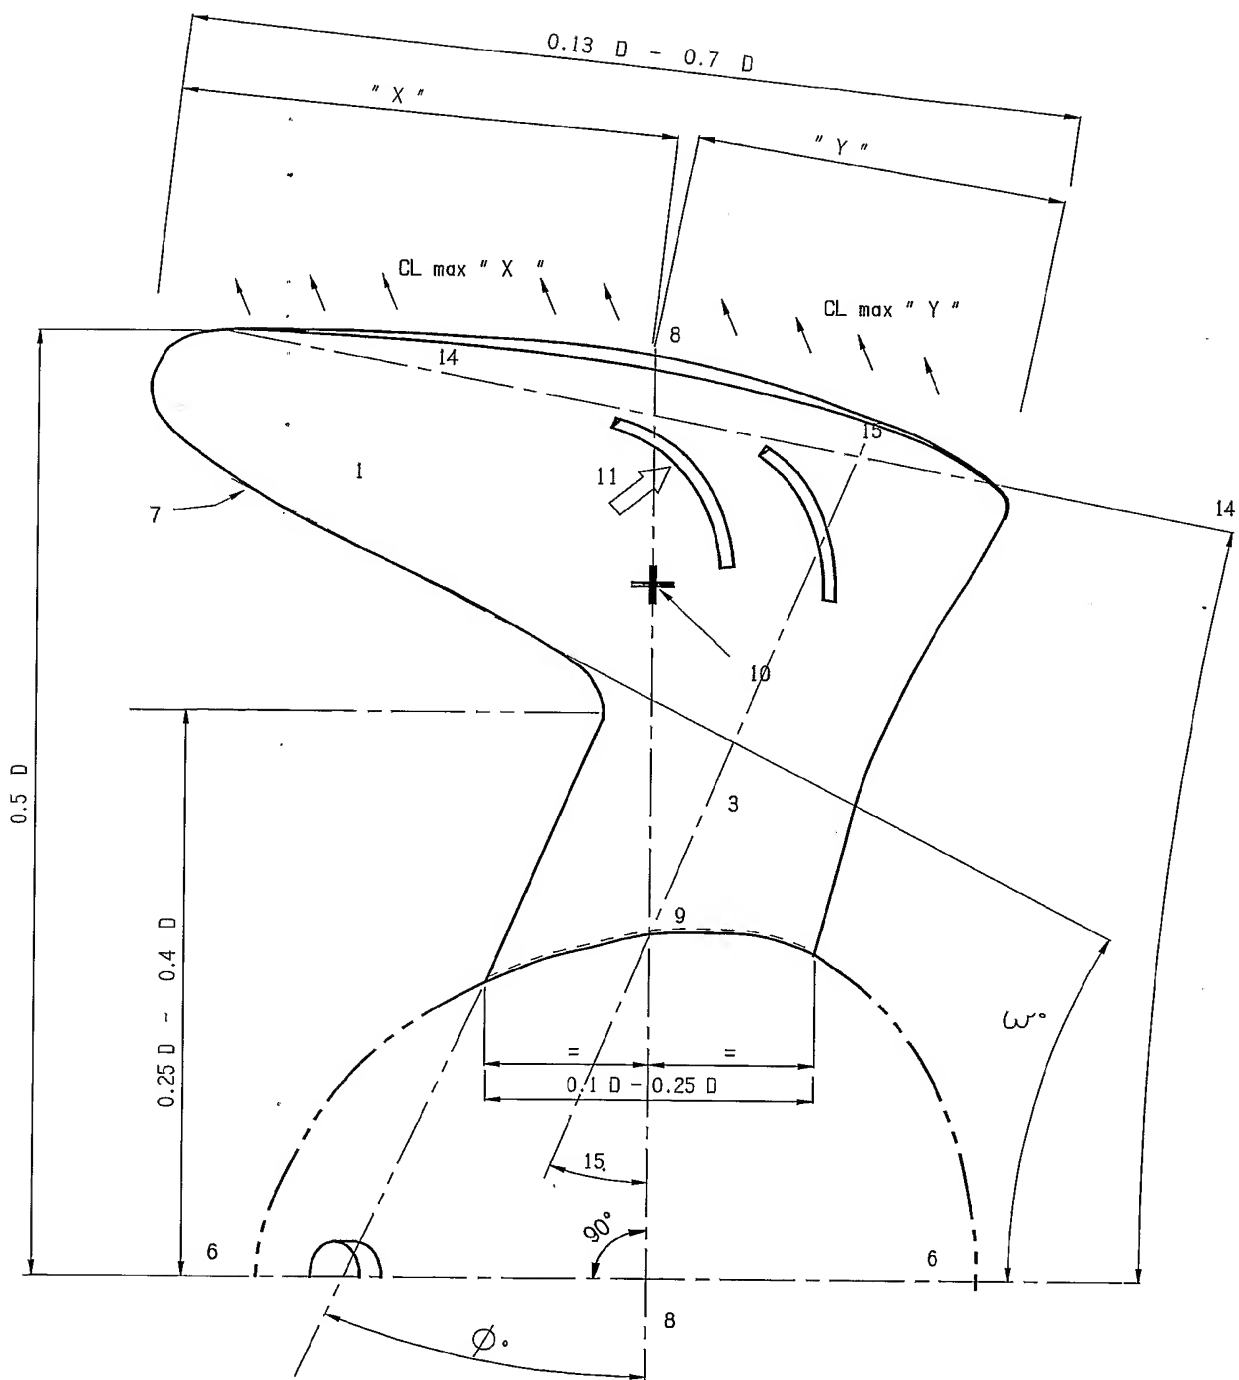 0.13 D - 0.7 D
" X "
" Y "
CL max " X "
CL max " Y "
8
14
15
1
11
7
14
10
3
0.5 D
0.25 D - 0.4 D
9
ω°
= =
0.1 D - 0.25 D
15.
90°
6
6
8
Ø.